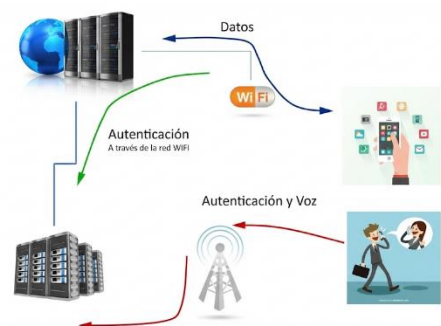 Datos
WiFi
Autenticación
A través de la red WIFI
Autenticación y Voz